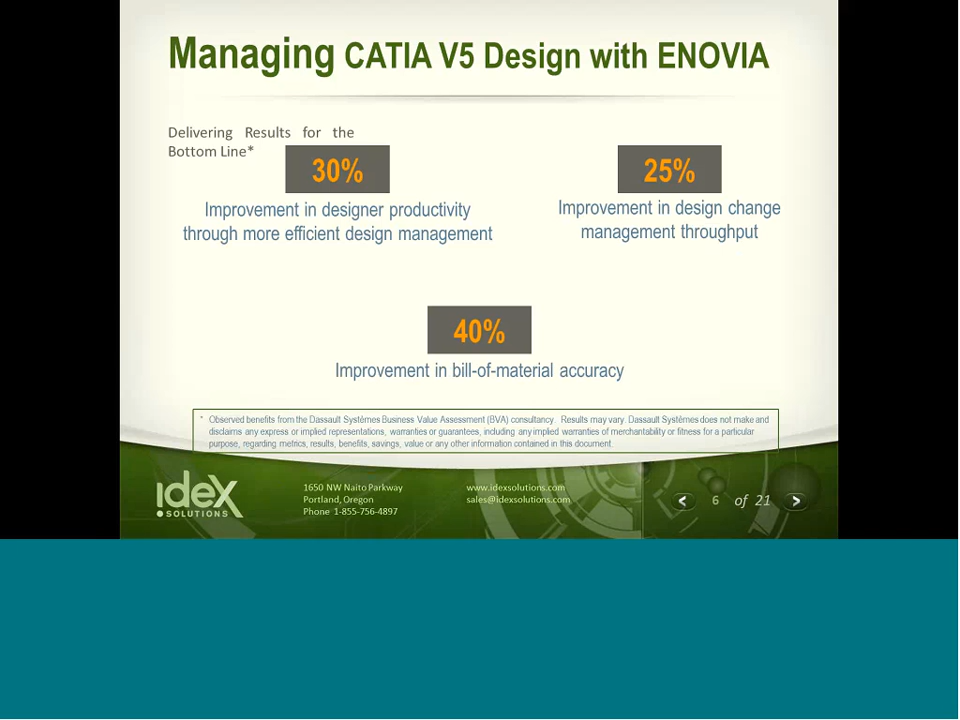 Managing CATIA V5 Design with ENOVIA
Delivering Results for the
Bottom Line*
30%
Improvement in designer productivity
through more efficient design management
25%
Improvement in design change
management throughput
40%
Improvement in bill-of-material accuracy
* Observed benefits from the Dassault Systèmes Business Value Assessment (BVA) consultancy. Results may vary. Dassault Systèmes does not make and
disclaims any express or implied representations, warranties or guarantees, including any implied warranties of merchantability or fitness for a particular
purpose, regarding metrics, results, benefits, savings, value or any other information contained in this document.
ideX
SOLUTIONS
1650 NW Naito Parkway
Portland, Oregon
Phone 1-855-756-4897
www.idexsolutions.com
sales@idexsolutions.com
< 6 of 21 >